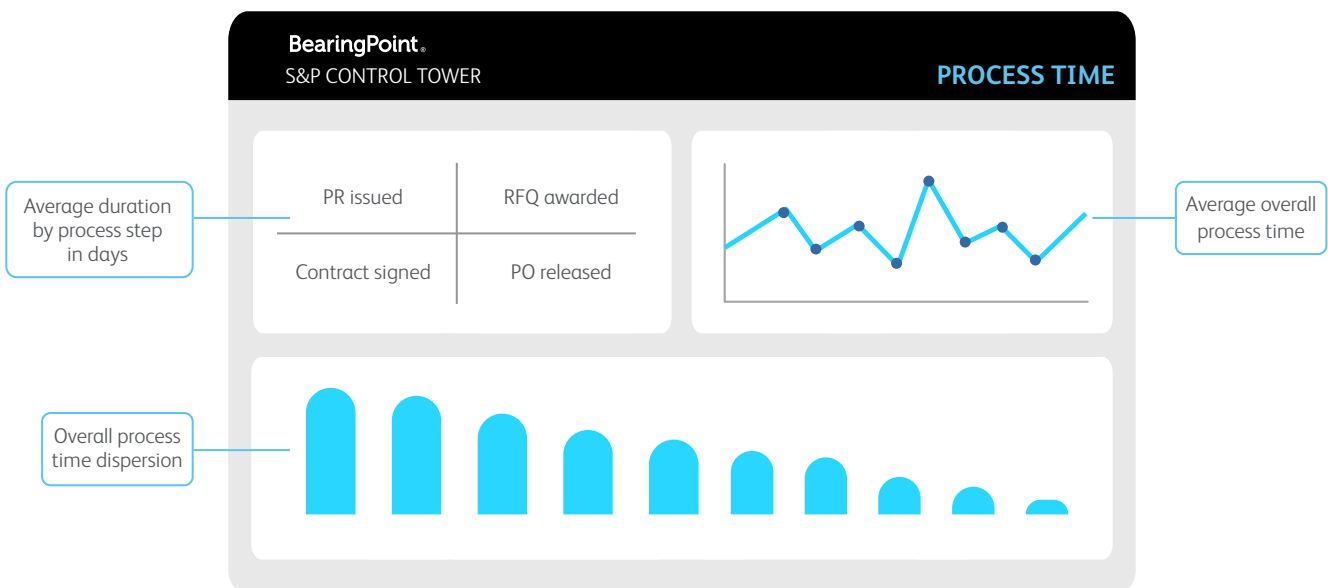 BearingPoint®
S&P CONTROL TOWER
PROCESS TIME
Average duration
by process step
in days
PR issued
RFQ awarded
Contract signed
PO released
Average overall
process time
Overall process
time dispersion